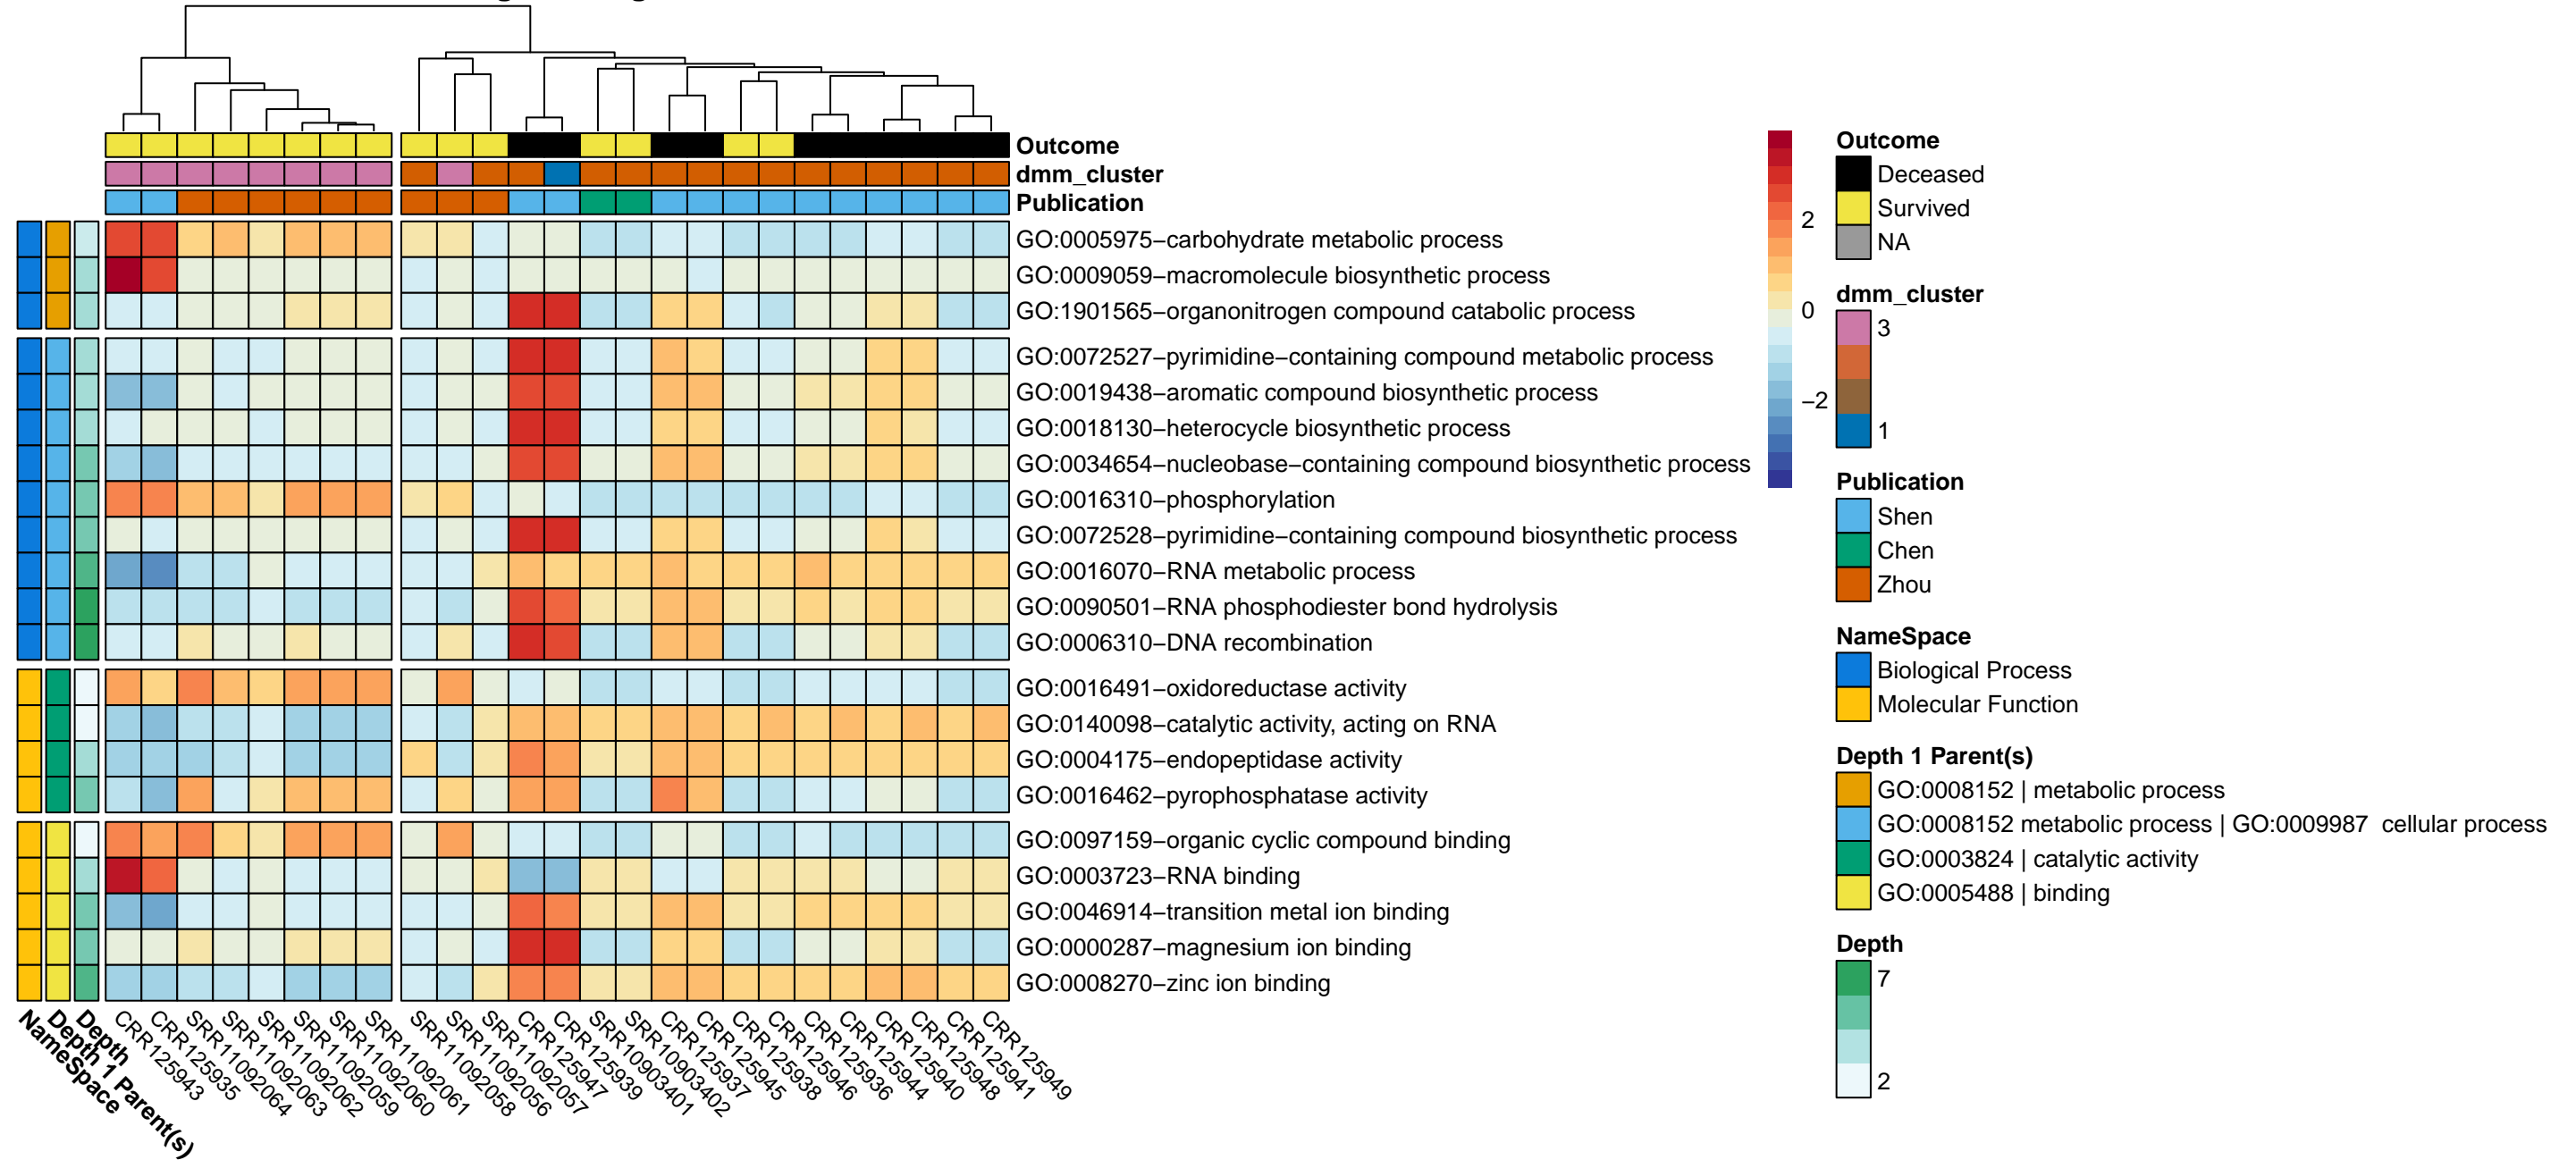 Outcome
dmm_cluster
Publication
GO:0005975−carbohydrate metabolic process
GO:0009059−macromolecule biosynthetic process
GO:1901565−organonitrogen compound catabolic process
GO:0072527−pyrimidine−containing compound metabolic process
GO:0019438−aromatic compound biosynthetic process
GO:0018130−heterocycle biosynthetic process
GO:0034654−nucleobase−containing compound biosynthetic process
GO:0016310−phosphorylation
GO:0072528−pyrimidine−containing compound biosynthetic process
GO:0016070−RNA metabolic process
GO:0090501−RNA phosphodiester bond hydrolysis
GO:0006310−DNA recombination
GO:0016491−oxidoreductase activity
GO:0140098−catalytic activity, acting on RNA
GO:0004175−endopeptidase activity
GO:0016462−pyrophosphatase activity
GO:0097159−organic cyclic compound binding
GO:0003723−RNA binding
GO:0046914−transition metal ion binding
GO:0000287−magnesium ion binding
GO:0008270−zinc ion binding
NameSpace
Depth 1 Parent(s)
Depth
CRR125943
CRR125935
SRR11092064
SRR11092063
SRR11092062
SRR11092059
SRR11092060
SRR11092061
SRR11092058
SRR11092056
SRR11092057
CRR125947
CRR125939
SRR10903401
SRR10903402
CRR125937
CRR125945
CRR125938
CRR125946
CRR125936
CRR125944
CRR125940
CRR125948
CRR125941
CRR125949
2
0
−2
Outcome
Deceased
Survived
NA
dmm_cluster
3
1
Publication
Shen
Chen
Zhou
NameSpace
Biological Process
Molecular Function
Depth 1 Parent(s)
GO:0008152 | metabolic process
GO:0008152 metabolic process | GO:0009987 cellular process
GO:0003824 | catalytic activity
GO:0005488 | binding
Depth
7
2